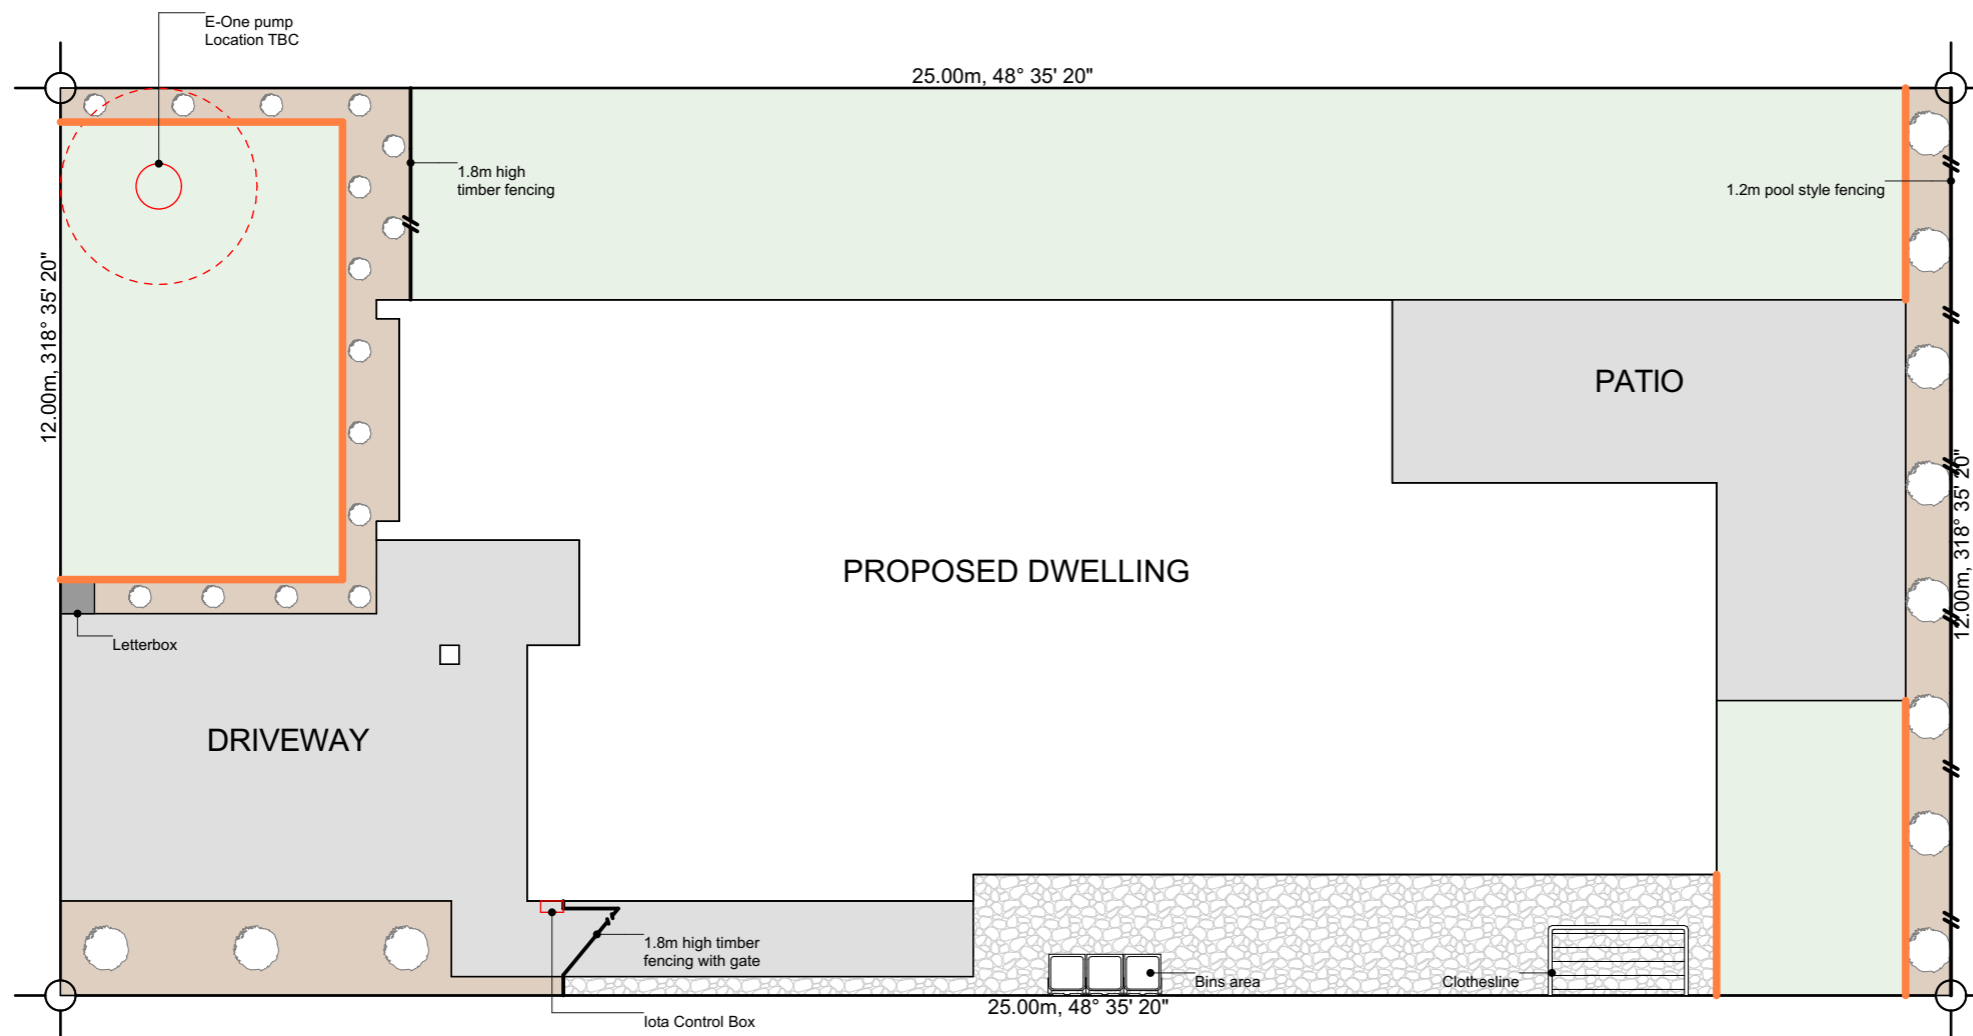 E-One pump
Location TBC
25.00m, 48° 35' 20"
1.8m high
timber fencing
1.2m pool style fencing
12.00m, 318° 35' 20"
PATIO
12.00m, 318° 35' 20"
PROPOSED DWELLING
Letterbox
DRIVEWAY
1.8m high timber
fencing with gate
Bins area
Clothesline
25.00m, 48° 35' 20"
Iota Control Box